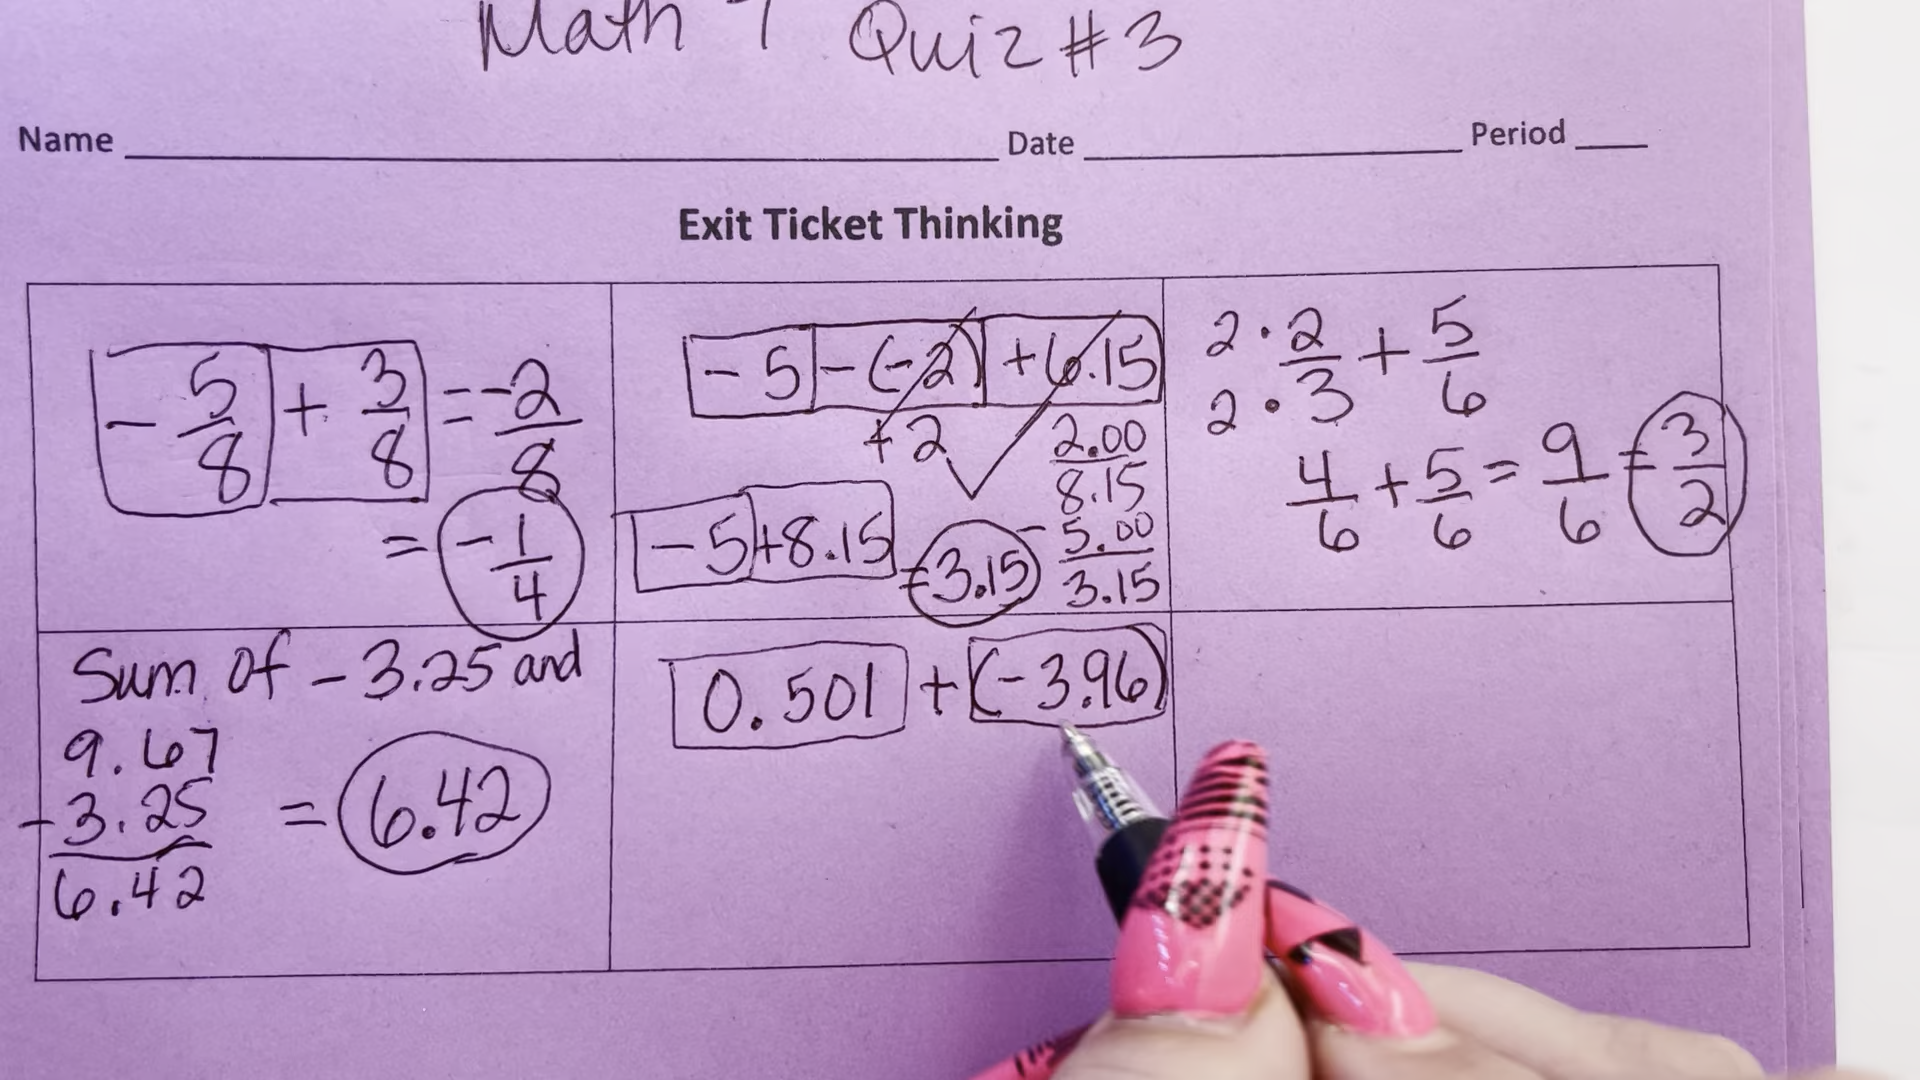 Math 7 Quiz #3
Name Date Period
Exit Ticket Thinking
- 5/8 + 3/8 = -2/8
= -1/4
-5 -(-2) +6.15
+2
2.00
8.15
-5 +8.15 = 3.15
- 5.00
3.15
2 · 2/3 + 5/6
2 ·
4/6 + 5/6 = 9/6 = 3/2
Sum of -3.25 and
9.67
-3.25 = 6.42
6.42
0.501 + (-3.96)